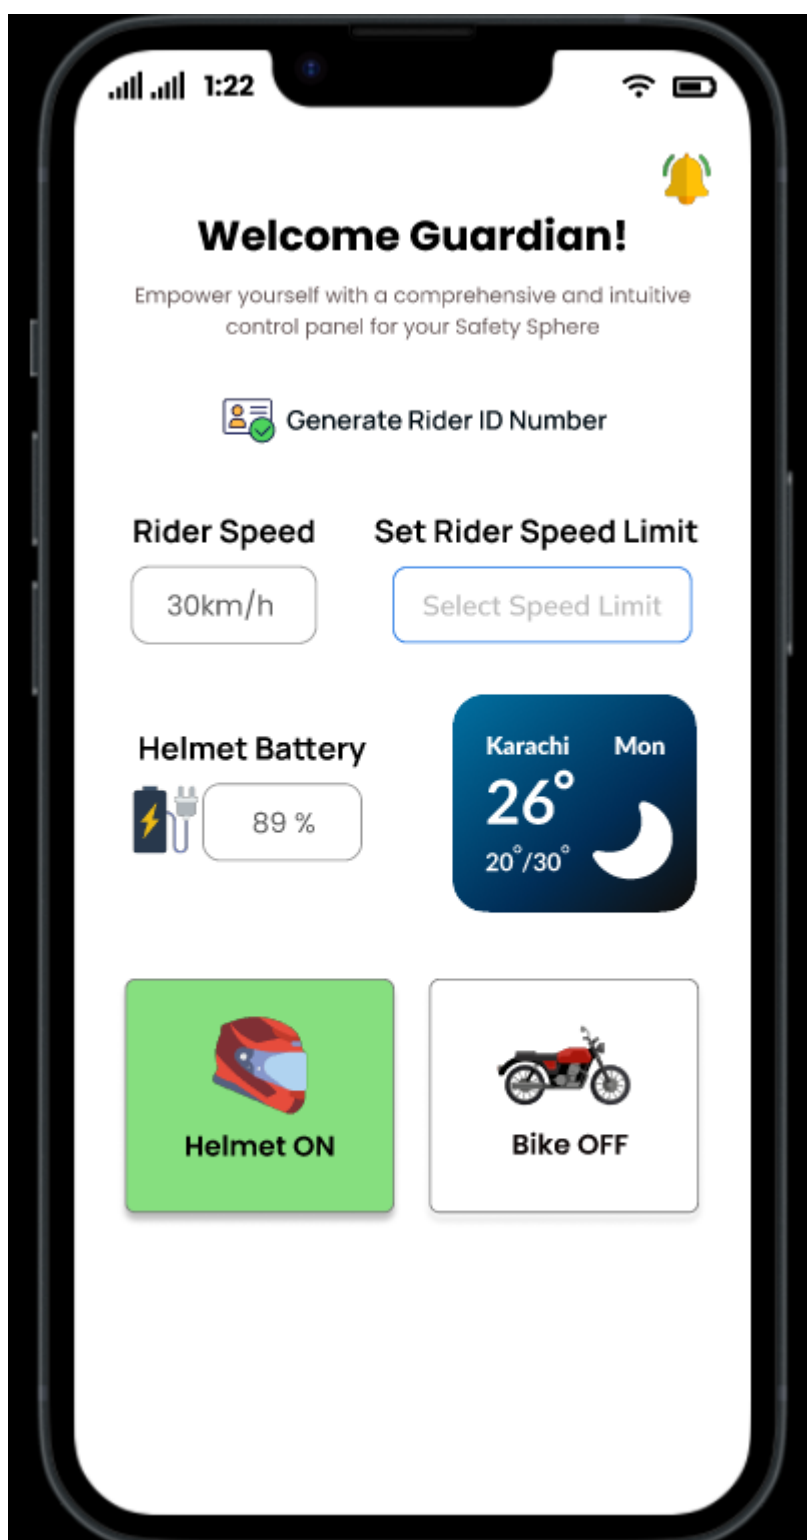 1:22
Welcome Guardian!
Empower yourself with a comprehensive and intuitive
control panel for your Safety Sphere
Generate Rider ID Number
Rider Speed
Set Rider Speed Limit
30km/h
Select Speed Limit
Helmet Battery
89 %
Karachi Mon
26°
20°/30°
Helmet ON
Bike OFF